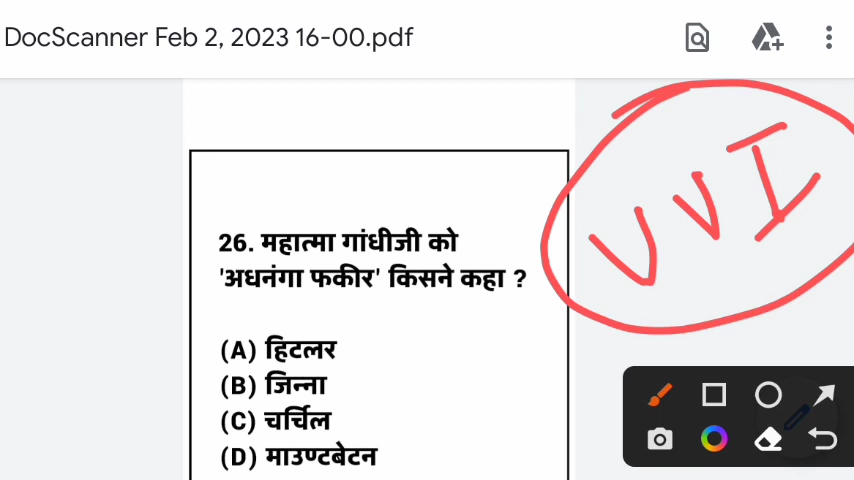 DocScanner Feb 2, 2023 16-00.pdf
VVI
26. महात्मा गांधीजी को
'अधनंगा फकीर' किसने कहा ?
(A) हिटलर
(B) जिन्ना
(C) चर्चिल
(D) माउण्टबेटन